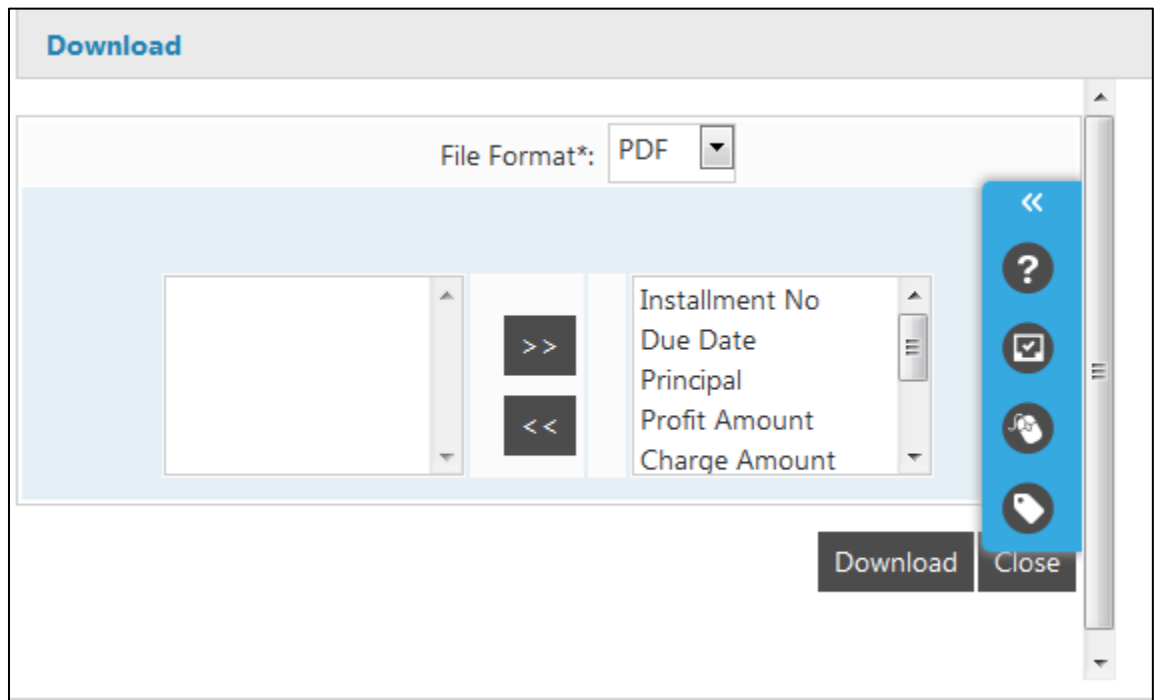 Download
File Format*: PDF
Installment No
Due Date
>>
Principal
Profit Amount
<<
Charge Amount
Download Close